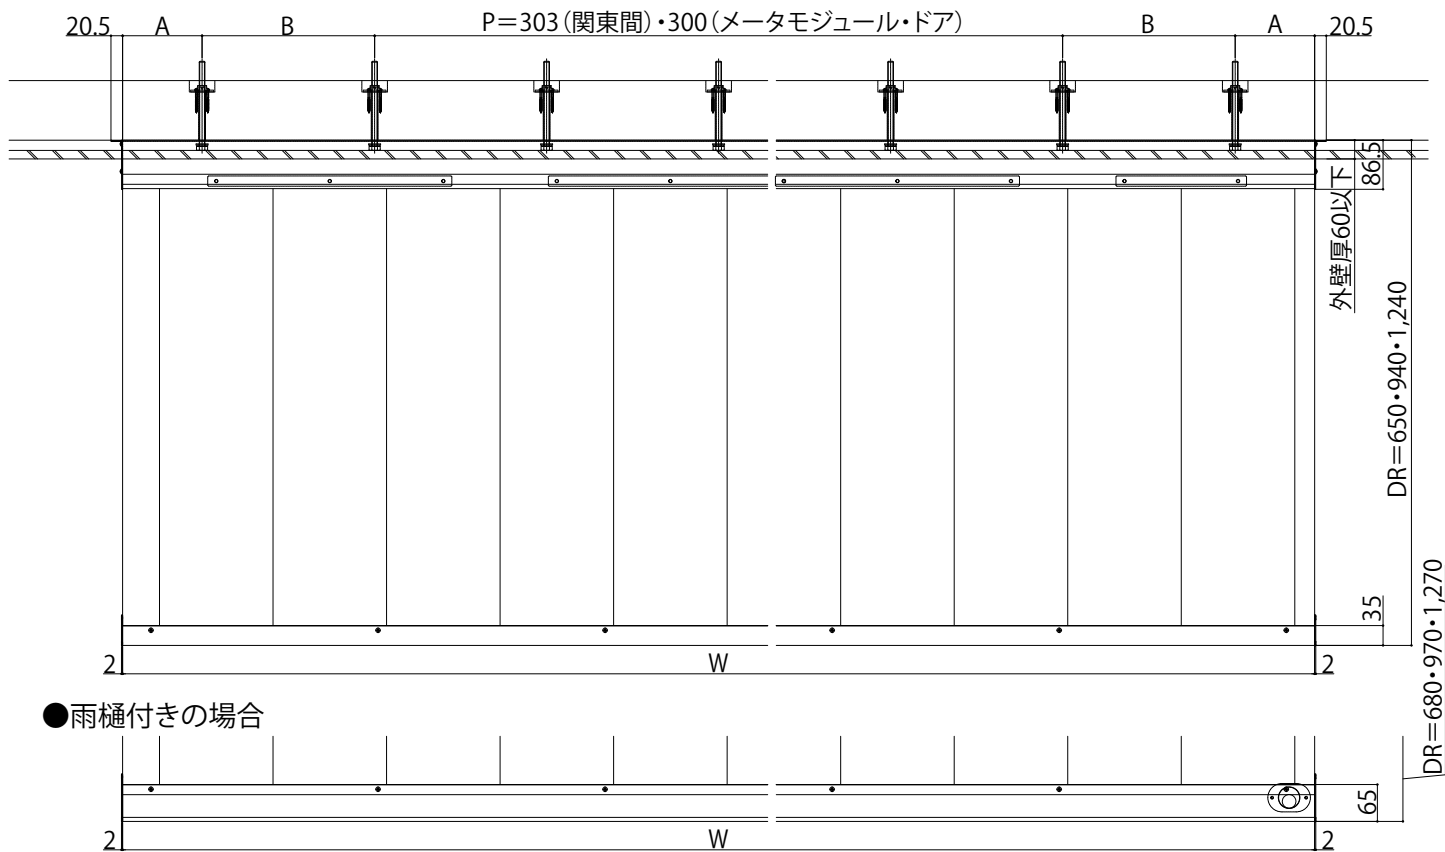 20.5 A B P=303(関東間)・300(メータモジュール・ドア) B A 20.5
86.5
外壁厚60以下
DR=650・940・1,240
35
2 W 2
DR=680・970・1,270
●雨樋付きの場合
65
2 W 2